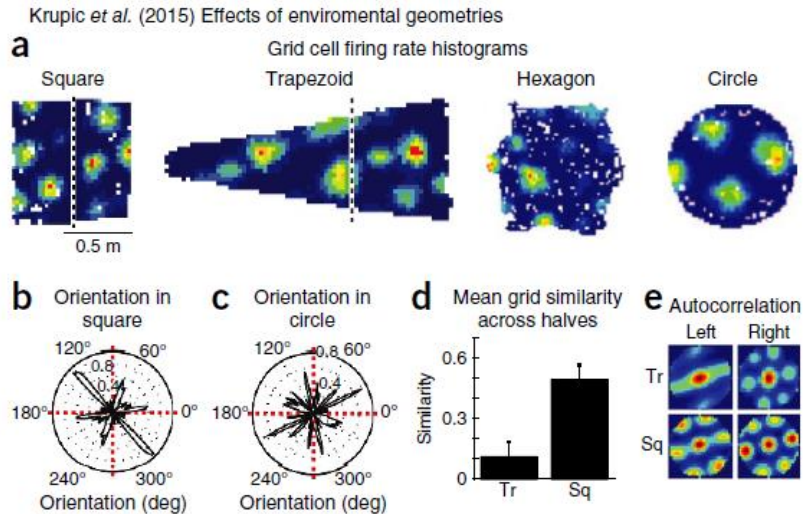 Krupic et al. (2015) Effects of enviromental geometries
a
Grid cell firing rate histograms
Square
Trapezoid
Hexagon
Circle
0.5 m
b Orientation in square
120° 60°
0.8
0.4
180° 0°
240° 300°
Orientation (deg)
c Orientation in circle
120° 60°
0.8
0.4
180° 0°
240° 300°
Orientation (deg)
d Mean grid similarity across halves
Similarity
0.6
0.3
0
Tr Sq
e Autocorrelation
Left Right
Tr
Sq